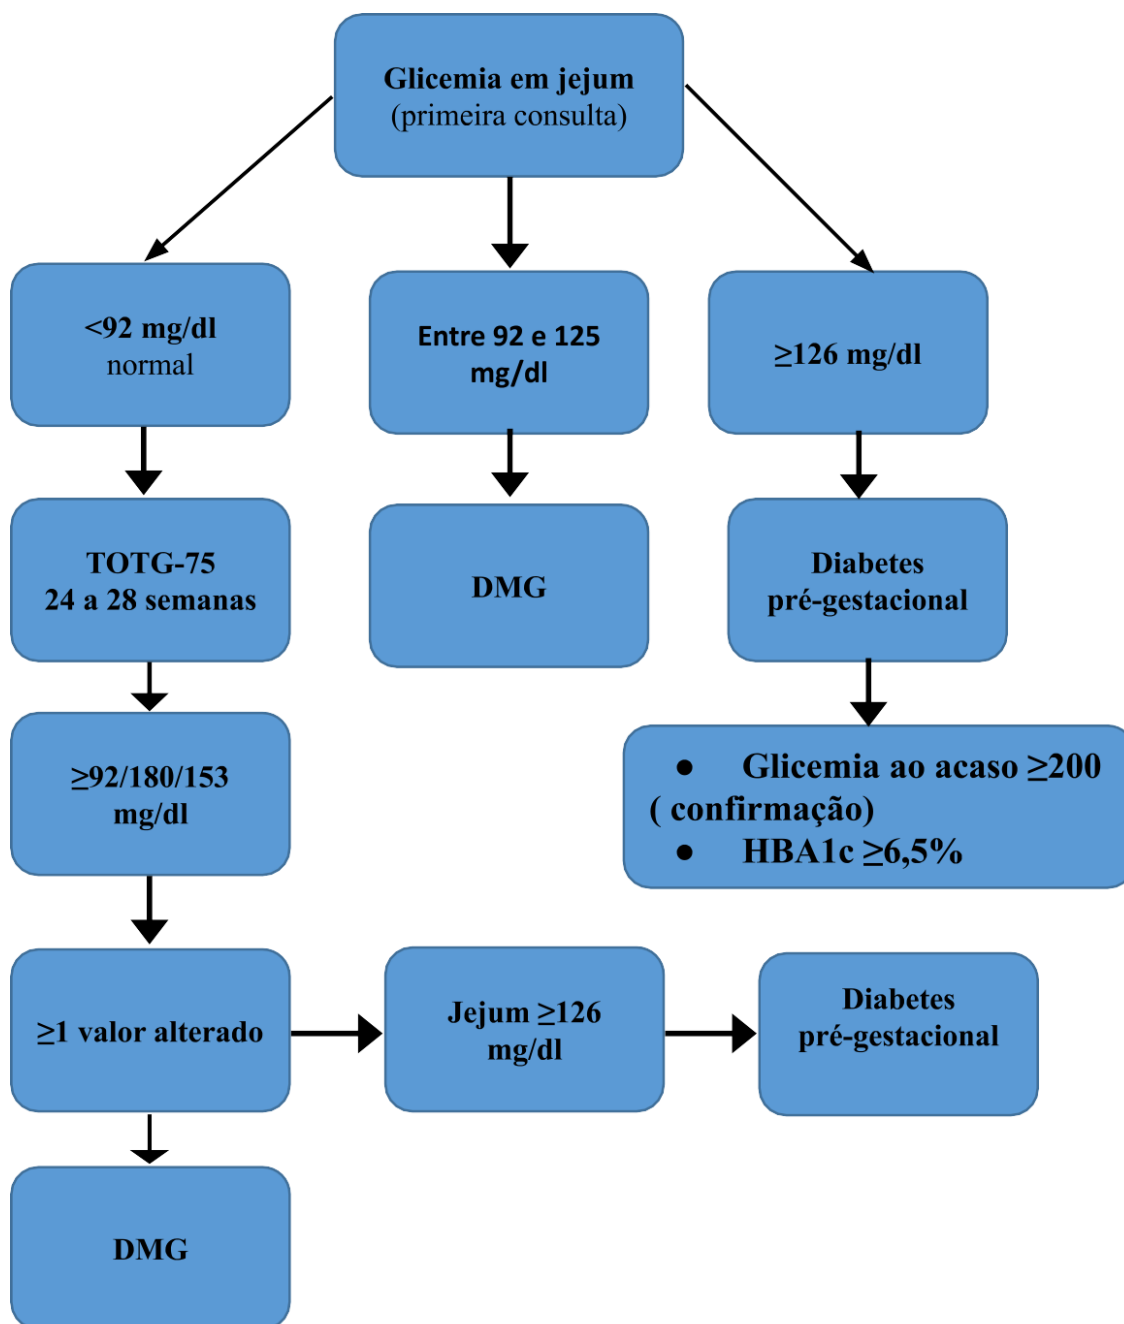 Glicemia em jejum
(primeira consulta)
<92 mg/dl
normal
Entre 92 e 125
mg/dl
≥126 mg/dl
TOTG-75
24 a 28 semanas
DMG
Diabetes
pré-gestacional
≥92/180/153
mg/dl
● Glicemia ao acaso ≥200
( confirmação)
● HBA1c ≥6,5%
≥1 valor alterado
Jejum ≥126
mg/dl
Diabetes
pré-gestacional
DMG